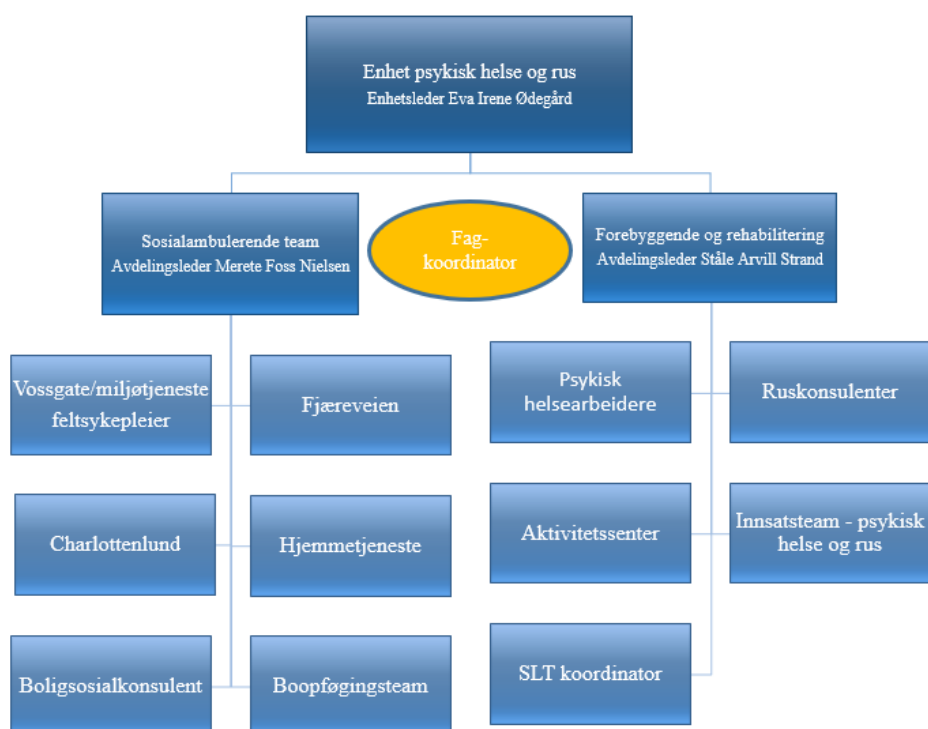 Enhet psykisk helse og rus
Enhetsleder Eva Irene Ødegård
Sosialambulerende team
Avdelingsleder Merete Foss Nielsen
Fag-
koordinator
Forebyggende og rehabilitering
Avdelingsleder Ståle Arvill Strand
Vossgate/miljøtjeneste
feltsykepleier
Fjæreveien
Psykisk
helsearbeidere
Ruskonsulenter
Charlottenlund
Hjemmetjeneste
Aktivitetssenter
Innsatsteam - psykisk
helse og rus
Boligsosialkonsulent
Boopføgingsteam
SLT koordinator